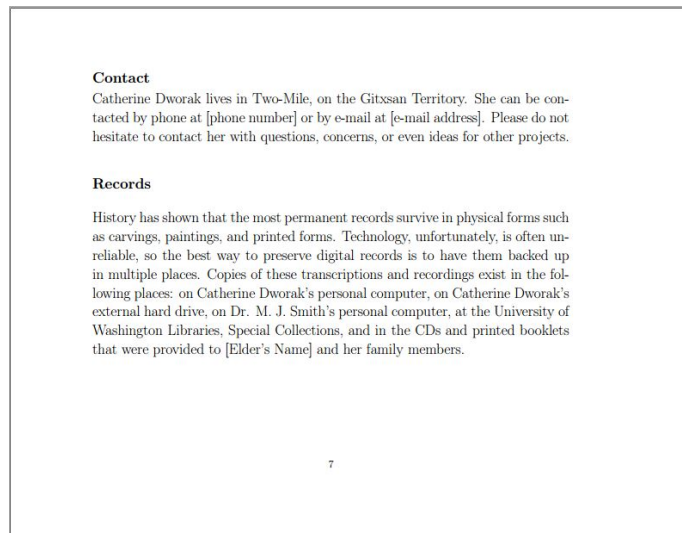 Contact
Catherine Dworak lives in Two-Mile, on the Gitxsan Territory. She can be con-
tacted by phone at [phone number] or by e-mail at [e-mail address]. Please do not
hesitate to contact her with questions, concerns, or even ideas for other projects.
Records
History has shown that the most permanent records survive in physical forms such
as carvings, paintings, and printed forms. Technology, unfortunately, is often un-
reliable, so the best way to preserve digital records is to have them backed up
in multiple places. Copies of these transcriptions and recordings exist in the fol-
lowing places: on Catherine Dworak's personal computer, on Catherine Dworak's
external hard drive, on Dr. M. J. Smith's personal computer, at the University of
Washington Libraries, Special Collections, and in the CDs and printed booklets
that were provided to [Elder's Name] and her family members.
7